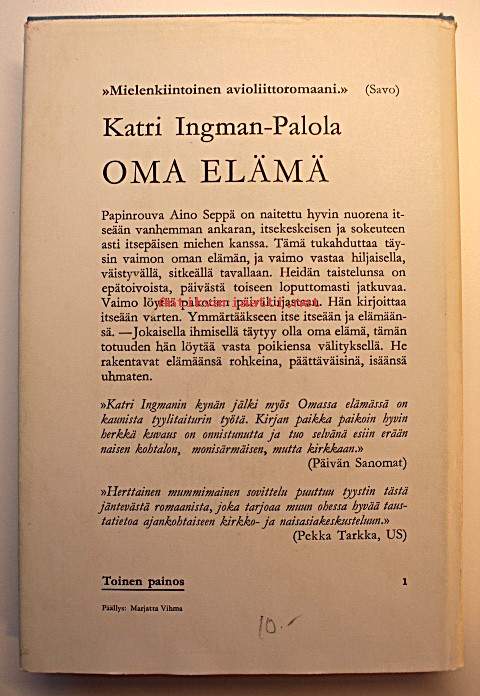 »Mielenkiintoinen avioliittoromaani.» (Savo)
Katri Ingman-Palola
OMA ELÄMÄ
Papinrouva Aino Seppä on naitettu hyvin nuorena it-
seään vanhemman ankaran, itsekeskeisen ja sokeuteen
asti itsepäisen miehen kanssa. Tämä tukahduttaa täy-
sin vaimon oman elämän, ja vaimo vastaa hiljaisella,
väistyvällä, sitkeällä tavallaan. Heidän taistelunsa on
epätoivoista, päivästä toiseen loputtomasti jatkuvaa.
Vaimo löytää pakotien päiväkirjastaan. Hän kirjoittaa
itseään varten. Ymmärtääkseen itse itseään ja elämään-
sä. —Jokaisella ihmisellä täytyy olla oma elämä, tämän
totuuden hän löytää vasta poikiensa välityksellä. He
rakentavat elämäänsä rohkeina, päättäväisinä, isäänsä
uhmaten.
»Katri Ingmanin kynän jälki myös Omassa elämässä on
kaunista tyylitaiturin työtä. Kirjan paikka paikoin hyvin
herkkä kuvaus on onnistunutta ja tuo selvänä esiin erään
naisen kohtalon, monisärmäisen, mutta kirkkaan.»
(Päivän Sanomat)
»Herttainen mummimainen sovittelu puuttuu tyystin tästä
jäntevästä romaanista, joka tarjoaa muun ohessa hyvää taus-
tatietoa ajankohtaiseen kirkko- ja naisasiakeskusteluun.»
(Pekka Tarkka, US)
Toinen painos 1
Päällys: Marjatta Vihma
10.-